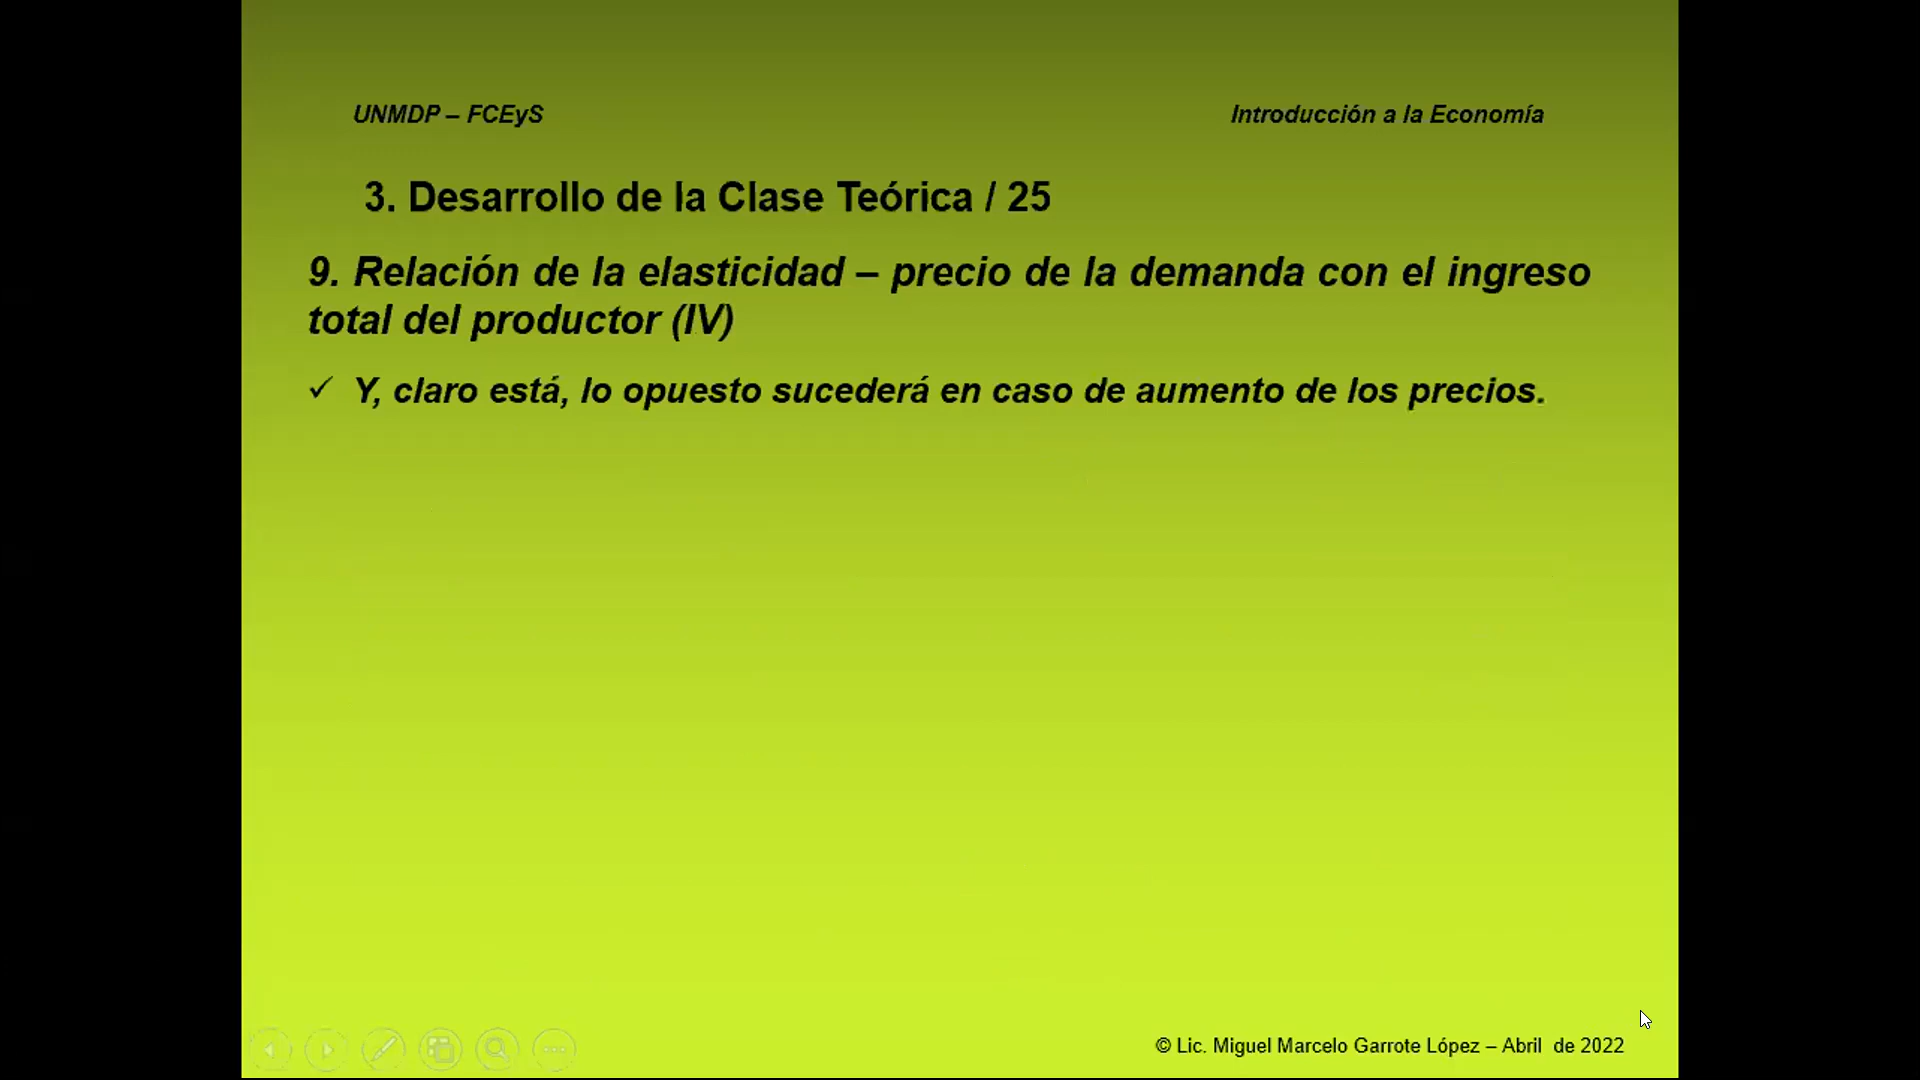 UNMDP – FCEyS
Introducción a la Economía
3. Desarrollo de la Clase Teórica / 25
9. Relación de la elasticidad – precio de la demanda con el ingreso
total del productor (IV)
✓ Y, claro está, lo opuesto sucederá en caso de aumento de los precios.
© Lic. Miguel Marcelo Garrote López – Abril de 2022